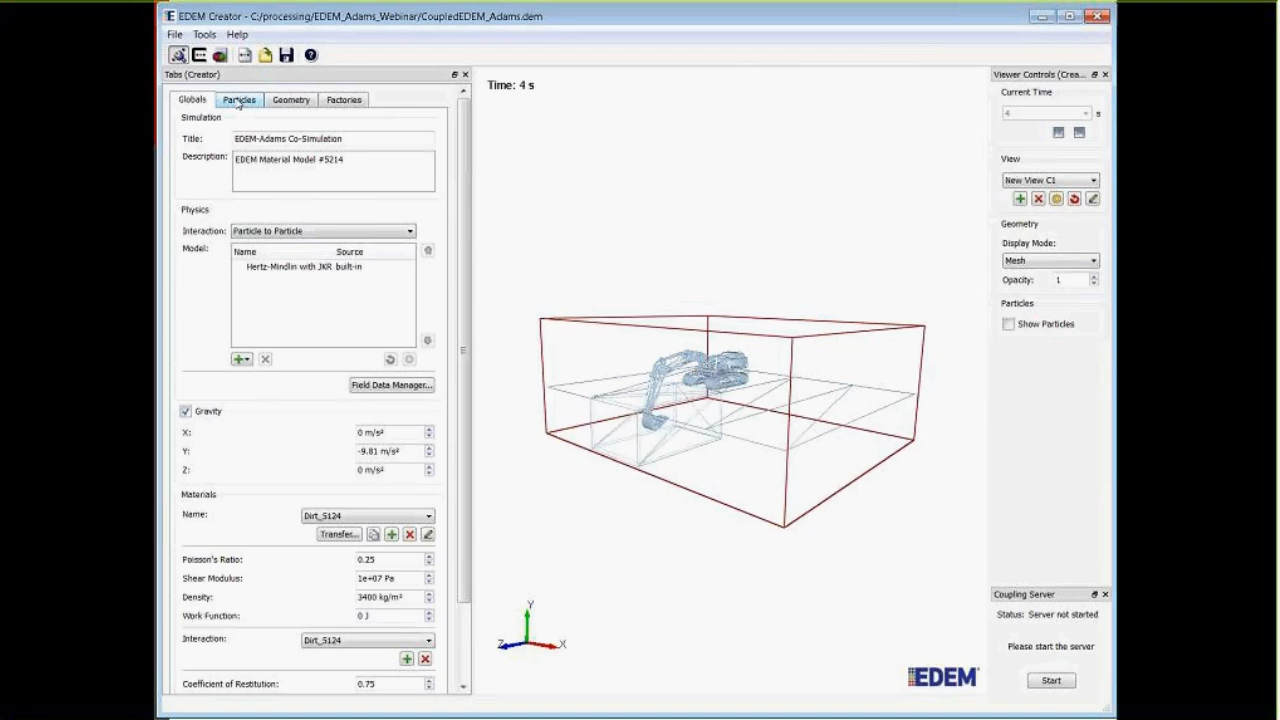 EDEM Creator - C:/processing/EDEM_Adams_Webinar/CoupledEDEM_Adams.dem
File Tools Help
Tabs (Creator)
Globals Particles Geometry Factories
Simulation
Title: EDEM-Adams Co-Simulation
Description: EDEM Material Model #5214
Physics
Interaction: Particle to Particle
Model: Name Source
Hertz-Mindlin with JKR built-in
Field Data Manager...
Gravity
X: 0 m/s²
Y: -9.81 m/s²
Z: 0 m/s²
Materials
Name: Dirt_5124
Transfer...
Poisson's Ratio: 0.25
Shear Modulus: 1e+07 Pa
Density: 3400 kg/m³
Work Function: 0 J
Interaction: Dirt_5124
Coefficient of Restitution: 0.75
Time: 4 s
Y
Z X
EDEM
Viewer Controls (Crea...
Current Time
4 s
View
New View C1
Geometry
Display Mode:
Mesh
Opacity: 1
Particles
Show Particles
Coupling Server
Status: Server not started
Please start the server
Start